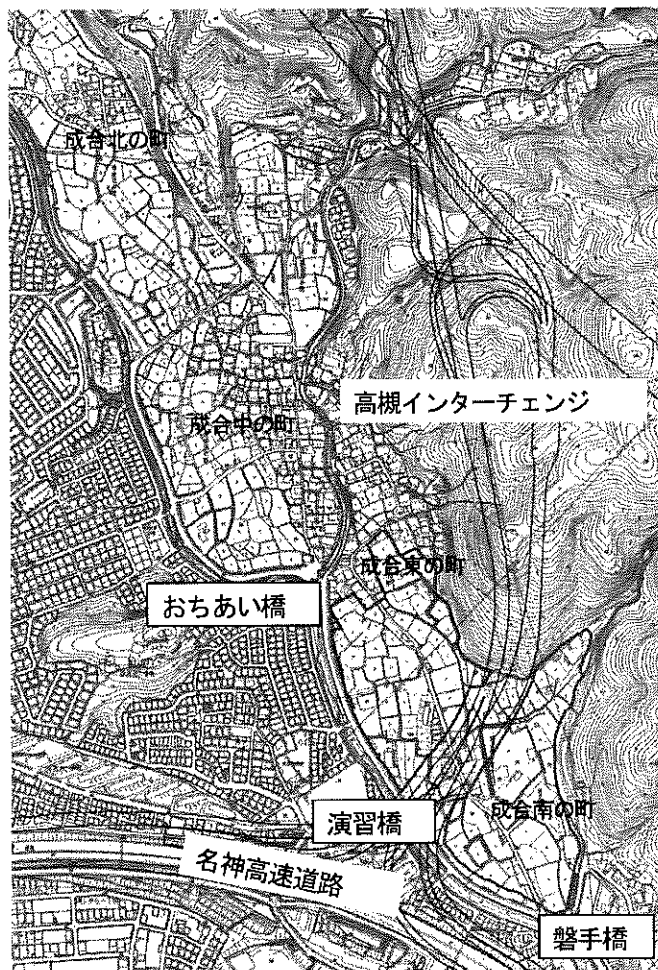 成合北の町
高槻インターチェンジ
成合中の町
成合東の町
おちあい橋
演習橋
成合南の町
名神高速道路
磐手橋